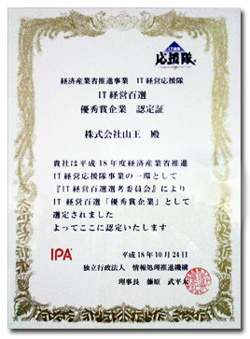 IT経営
応援隊
経済産業省推進事業 IT経営応援隊
IT経営百選
優秀賞企業 認定証
株式会社山王 殿
貴社は平成18年度経済産業省推進
IT経営応援隊事業の一環として
『IT経営百選選考委員会』により
IT経営百選「優秀賞企業」として
選定されました
よってここに認定いたします
IPA
平成18年10月24日
独立行政法人 情報処理推進機構
理事長 藤原 武平太